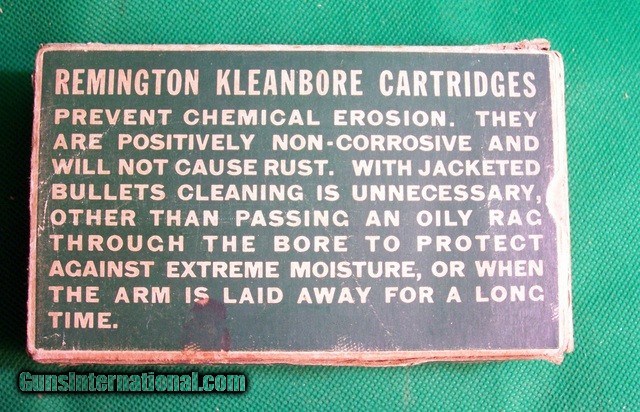 REMINGTON KLEANBORE CARTRIDGES
PREVENT CHEMICAL EROSION. THEY
ARE POSITIVELY NON-CORROSIVE AND
WILL NOT CAUSE RUST. WITH JACKETED
BULLETS CLEANING IS UNNECESSARY,
OTHER THAN PASSING AN OILY RAG
THROUGH THE BORE TO PROTECT
AGAINST EXTREME MOISTURE, OR WHEN
THE ARM IS LAID AWAY FOR A LONG
TIME.
GunsInternational.com